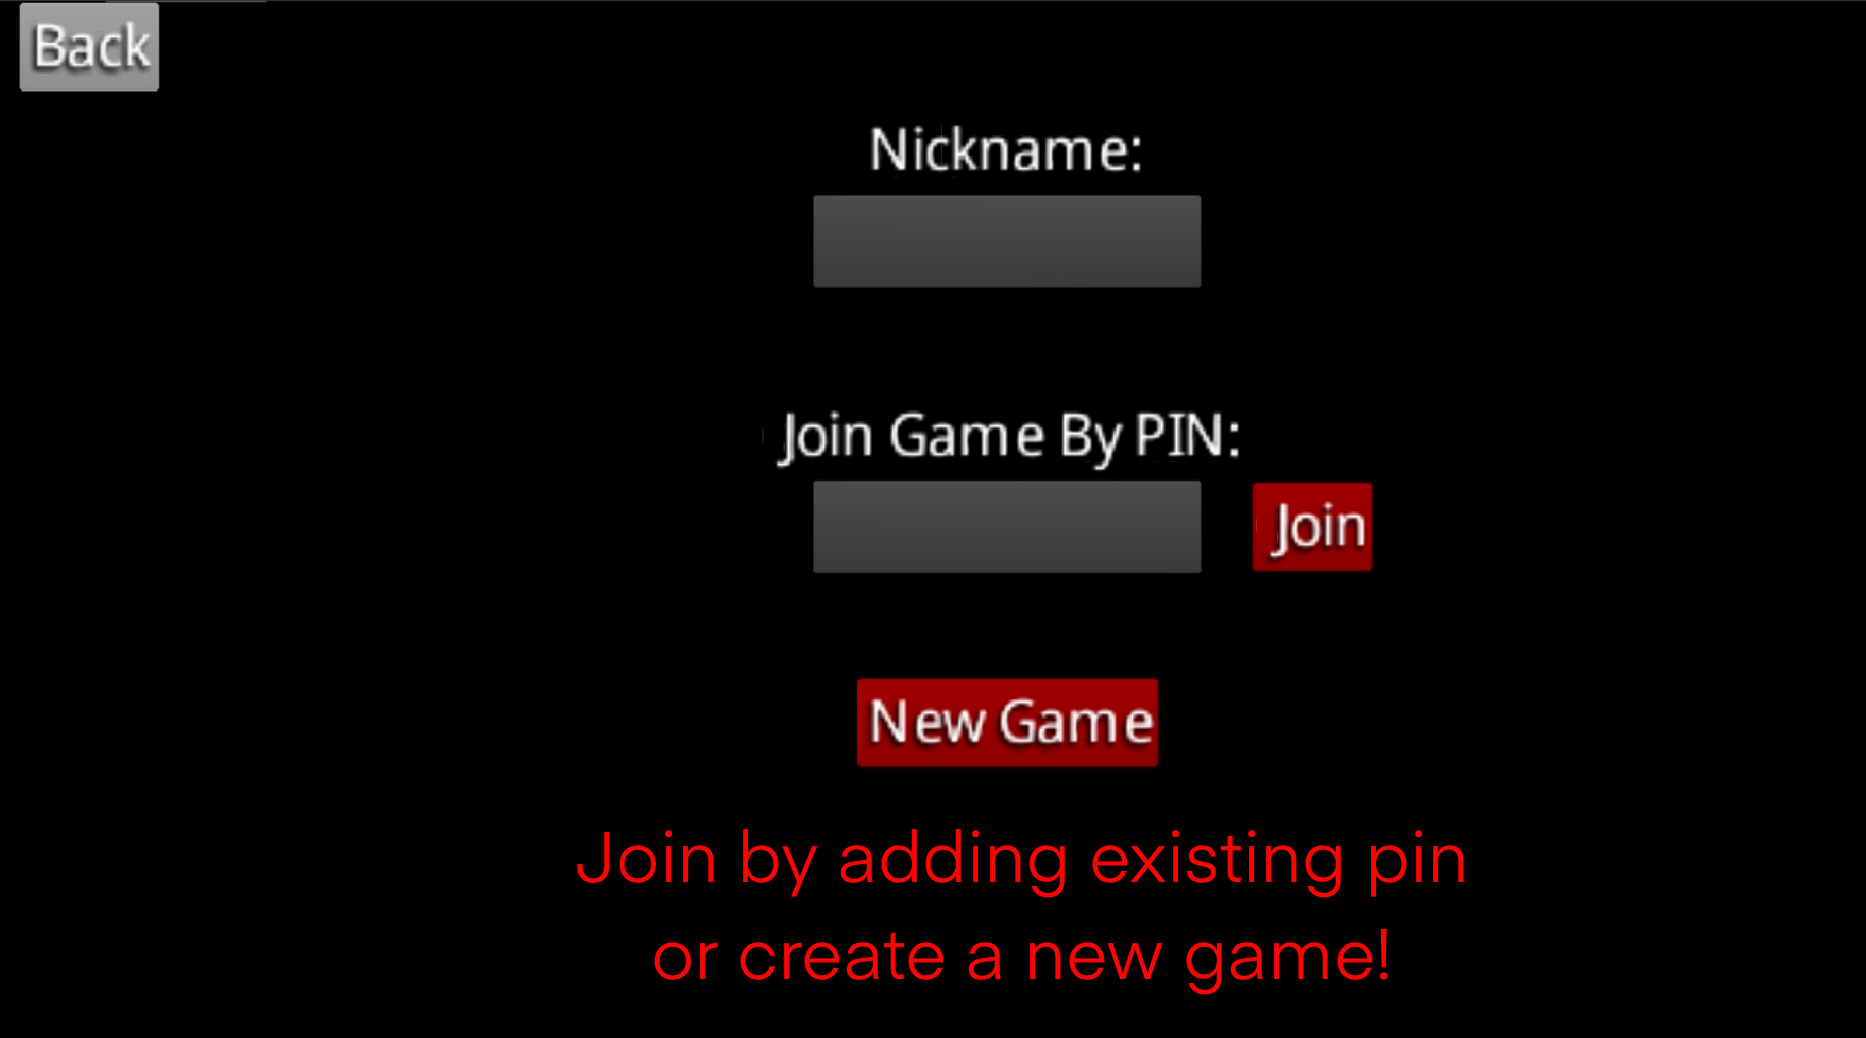 Back
Nickname:
Join Game By PIN:
Join
New Game
Join by adding existing pin
or create a new game!